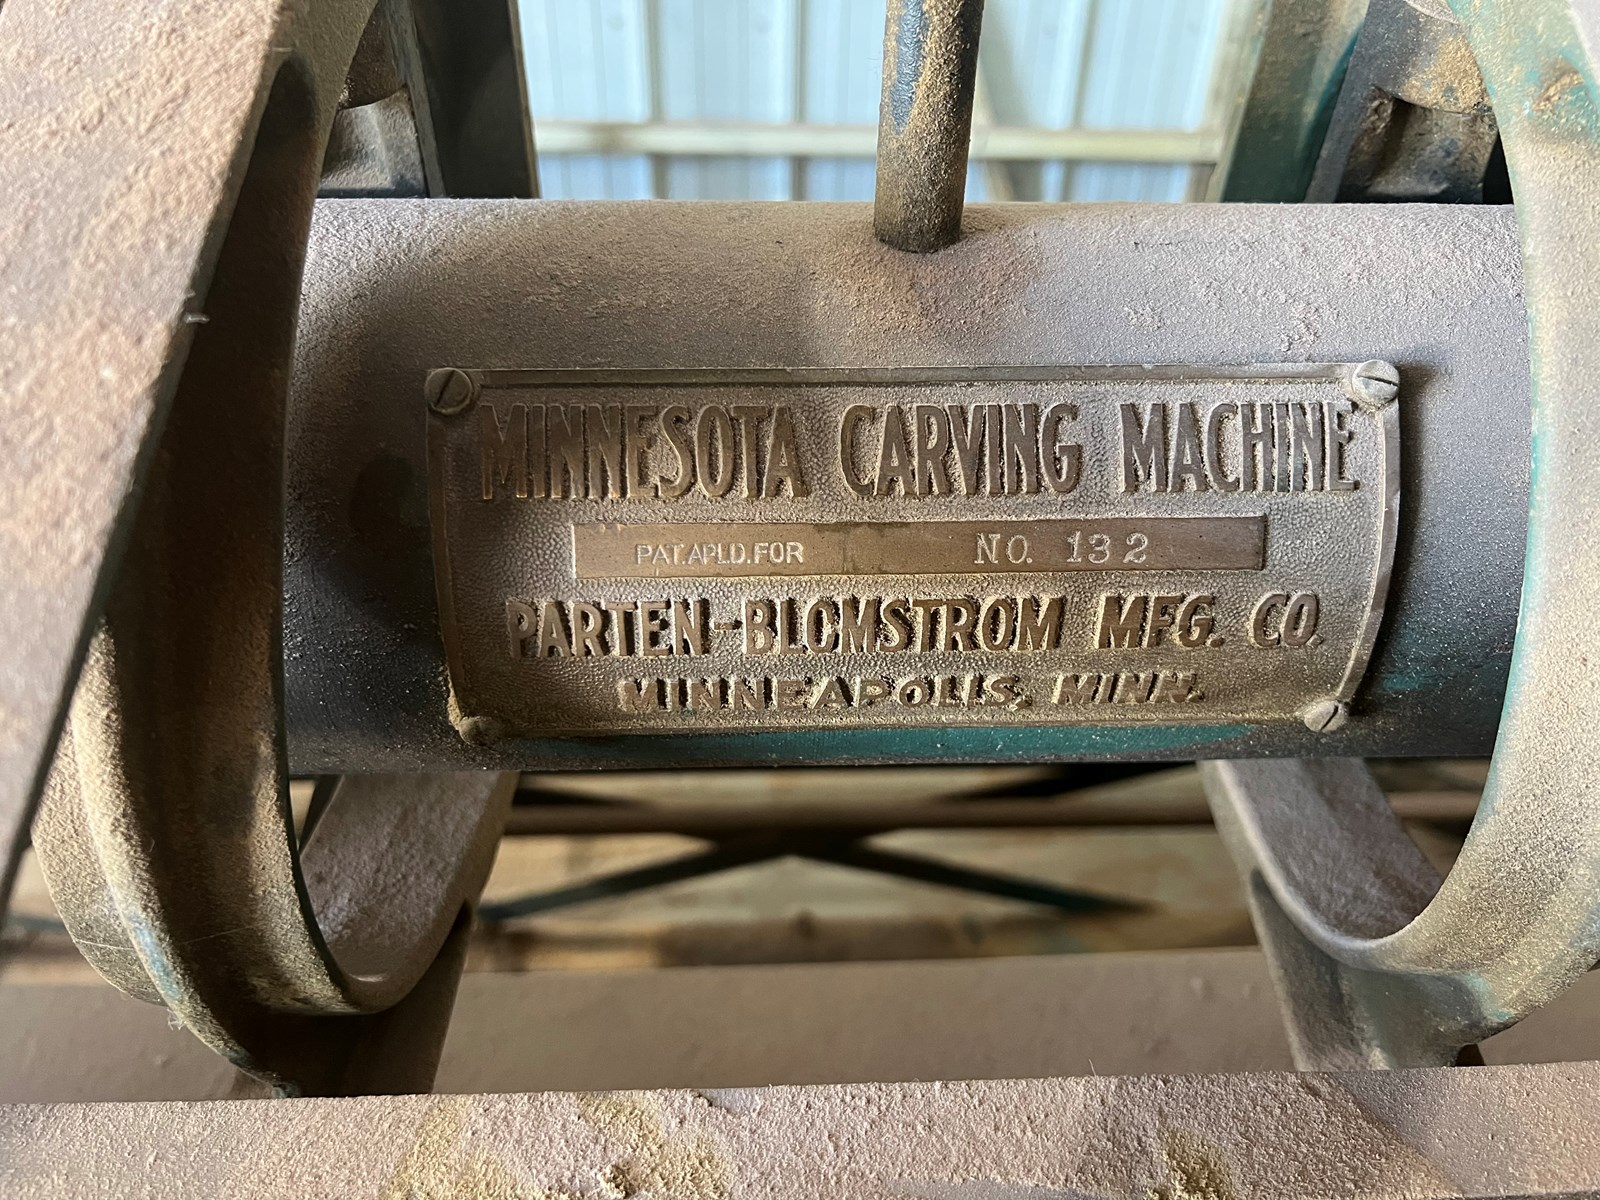 MINNESOTA CARVING MACHINE
PAT. APLD. FOR NO. 132
PARTEN-BLOMSTROM MFG. CO.
MINNEAPOLIS, MINN.